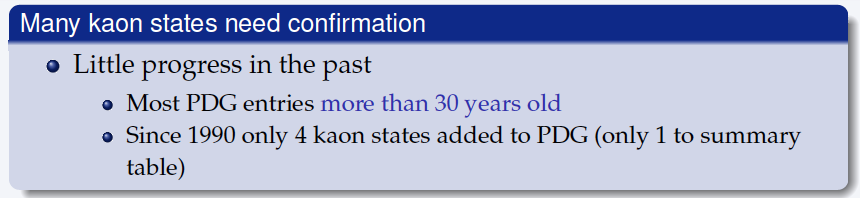 Many kaon states need confirmation
Little progress in the past
Most PDG entries more than 30 years old
Since 1990 only 4 kaon states added to PDG (only 1 to summary
table)